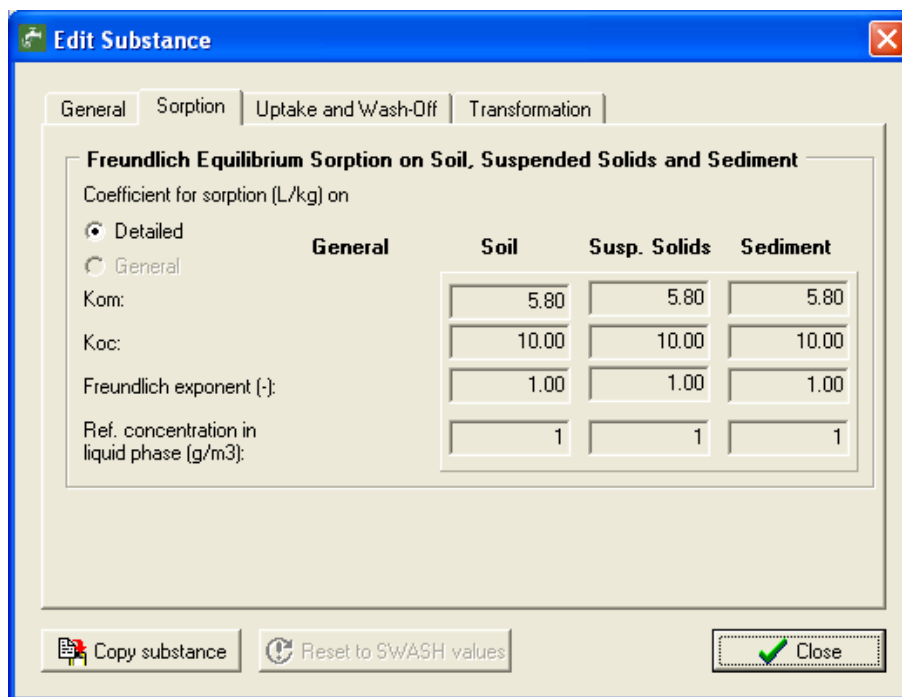 Edit Substance
General Sorption Uptake and Wash-Off Transformation
Freundlich Equilibrium Sorption on Soil, Suspended Solids and Sediment
Coefficient for sorption (L/kg) on
Detailed
General Soil Susp. Solids Sediment
General
Kom: 5.80 5.80 5.80
Koc: 10.00 10.00 10.00
Freundlich exponent (-): 1.00 1.00 1.00
Ref. concentration in
liquid phase (g/m3): 1 1 1
Copy substance Reset to SWASH values Close